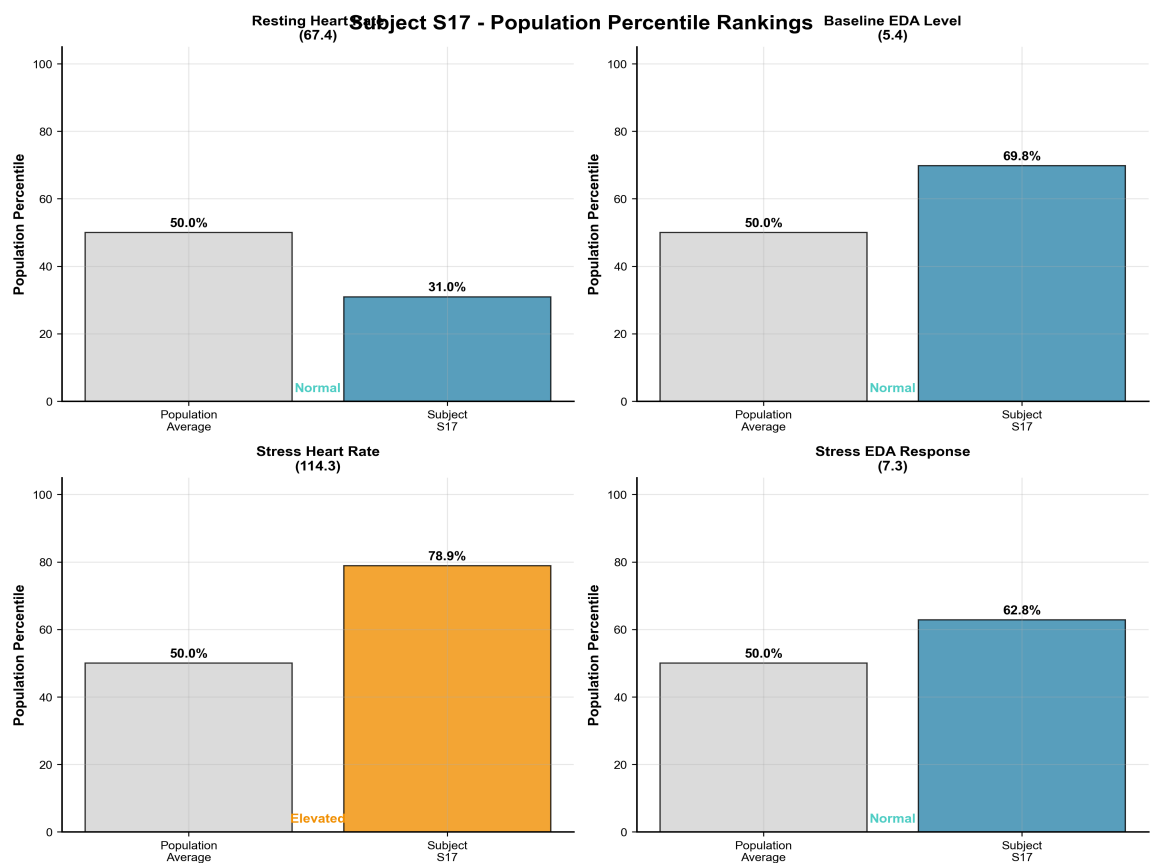 Subject S17 - Population Percentile Rankings
Resting Heart Rate
(67.4)
Population Percentile
100
80
60
40
20
0
50.0%
31.0%
Normal
Population
Average
Subject
S17
Baseline EDA Level
(5.4)
Population Percentile
100
80
60
40
20
0
50.0%
69.8%
Normal
Population
Average
Subject
S17
Stress Heart Rate
(114.3)
Population Percentile
100
80
60
40
20
0
50.0%
78.9%
Elevated
Population
Average
Subject
S17
Stress EDA Response
(7.3)
Population Percentile
100
80
60
40
20
0
50.0%
62.8%
Normal
Population
Average
Subject
S17